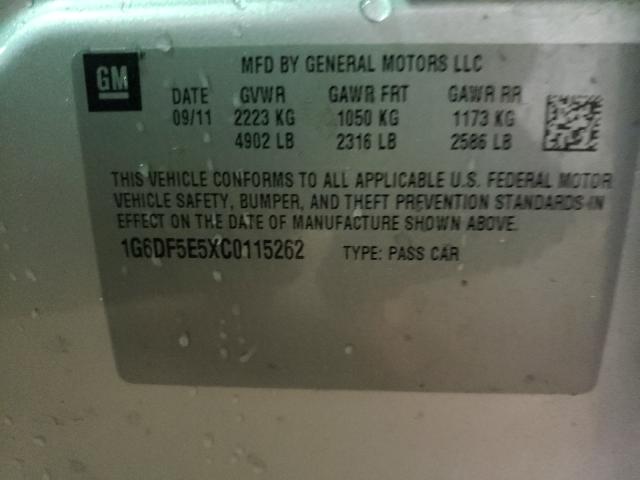 GM
MFD BY GENERAL MOTORS LLC
DATE GVWR GAWR FRT GAWR RR
09/11 2223 KG 1050 KG 1173 KG
4902 LB 2316 LB 2586 LB
THIS VEHICLE CONFORMS TO ALL APPLICABLE U.S. FEDERAL MOTOR
VEHICLE SAFETY, BUMPER, AND THEFT PREVENTION STANDARDS IN
EFFECT ON THE DATE OF MANUFACTURE SHOWN ABOVE.
1G6DF5E5XC0115262 TYPE: PASS CAR